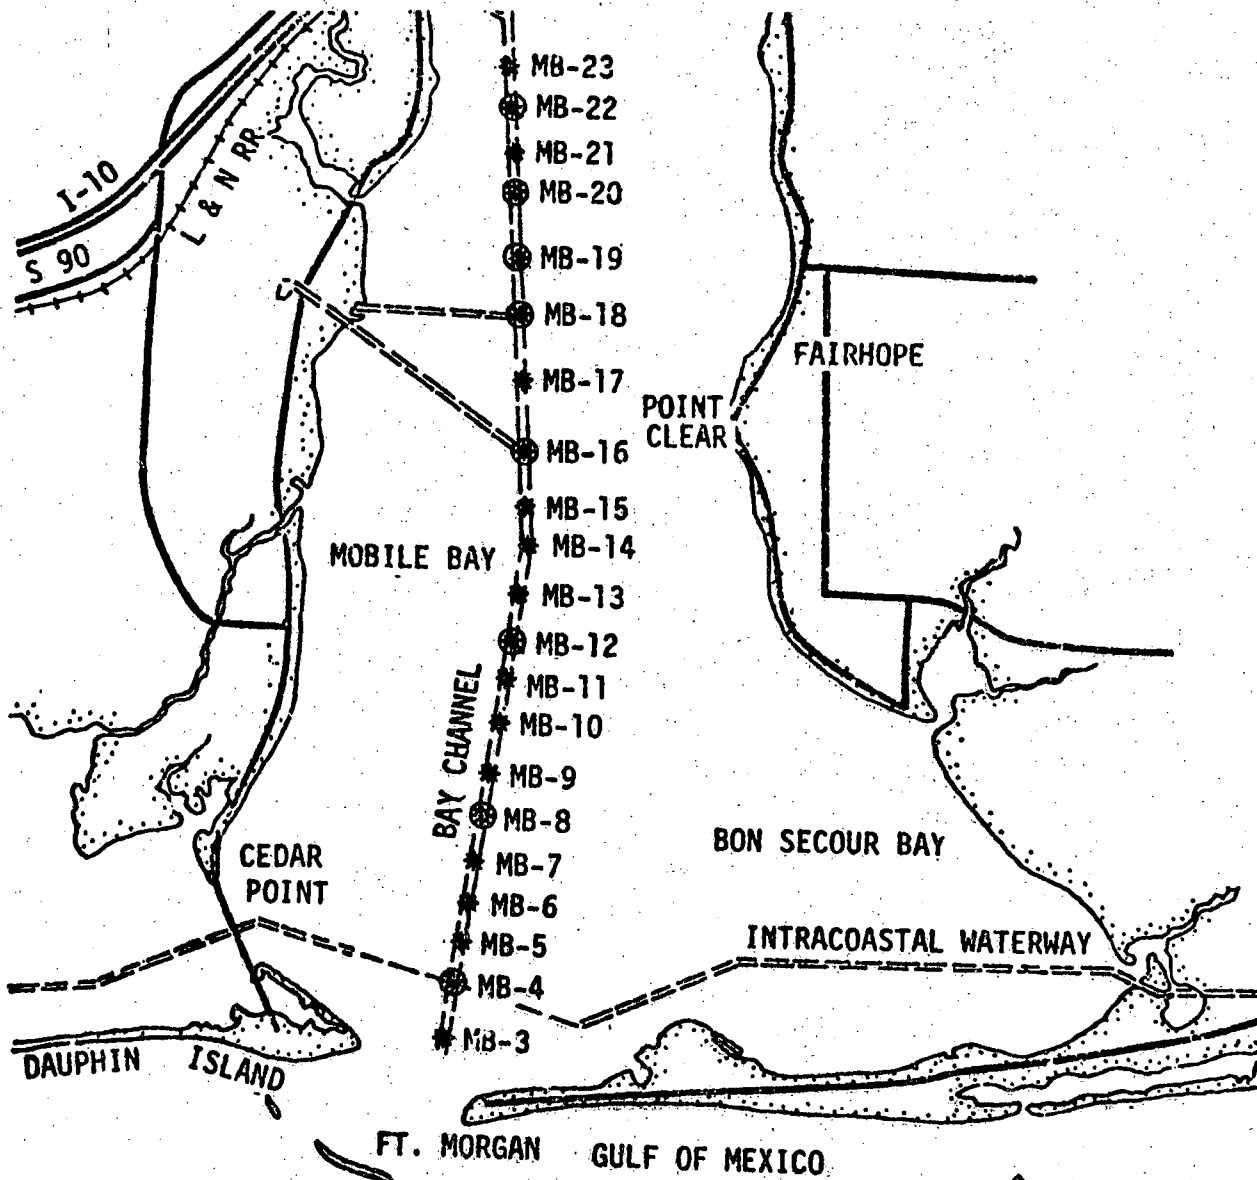 MB-23
MB-22
MB-21
I-10
L & N RR
MB-20
S 90
MB-19
MB-18
FAIRHOPE
MB-17
POINT
CLEAR
MB-16
MB-15
MOBILE BAY
MB-14
MB-13
MB-12
MB-11
MB-10
BAY CHANNEL
MB-9
MB-8
BON SECOUR BAY
CEDAR
POINT
MB-7
MB-6
MB-5
INTRACOASTAL WATERWAY
MB-4
MB-3
DAUPHIN ISLAND
FT. MORGAN
GULF OF MEXICO